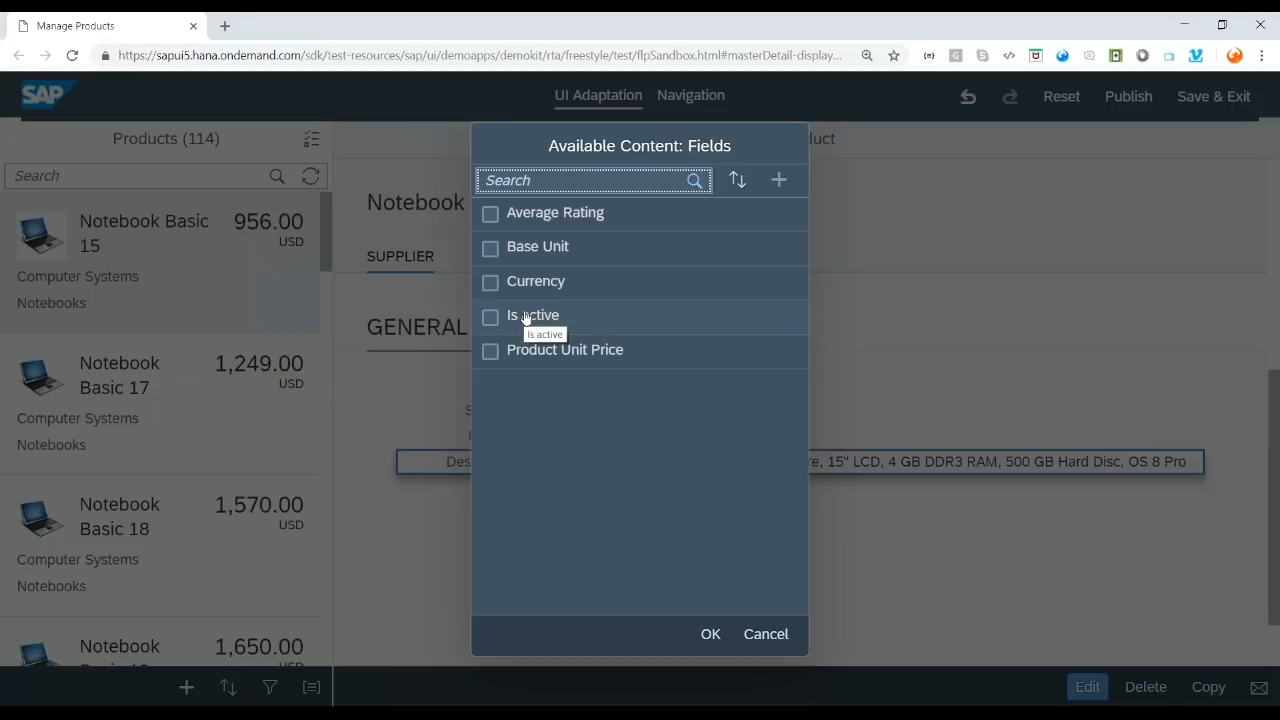 Manage Products
https://sapui5.hana.ondemand.com/sdk/test-resources/sap/ui/demoapps/demokit/rta/freestyle/test/flpSandbox.html#masterDetail-display...
SAP
UI Adaptation
Navigation
Reset
Publish
Save & Exit
Products (114)
Search
Notebook Basic 15
956.00
USD
Computer Systems
Notebooks
Notebook Basic 17
1,249.00
USD
Computer Systems
Notebooks
Notebook Basic 18
1,570.00
USD
Computer Systems
Notebooks
Notebook
1,650.00
duct
Notebook
SUPPLIER
GENERAL
Des
e, 15" LCD, 4 GB DDR3 RAM, 500 GB Hard Disc, OS 8 Pro
Available Content: Fields
Search
Average Rating
Base Unit
Currency
Is active
Is active
Product Unit Price
OK
Cancel
Edit
Delete
Copy